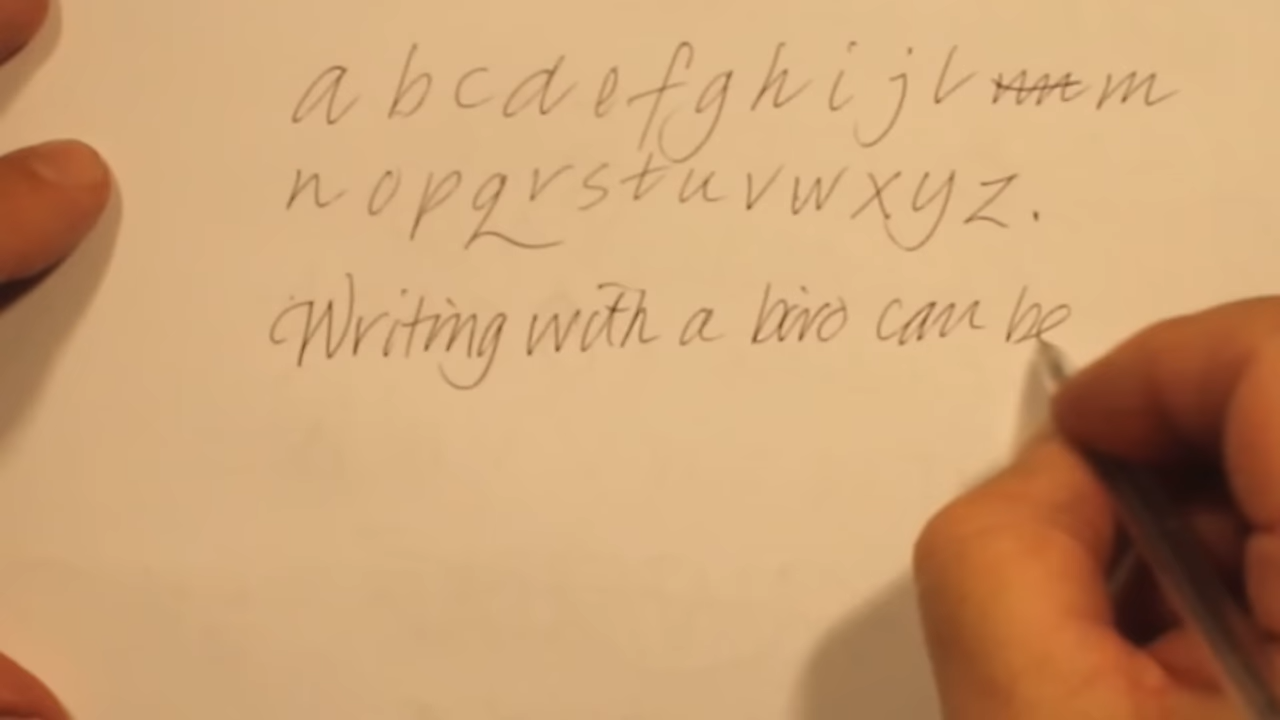 a b c d e f g h i j l m
n o p q r s t u v w x y z .
Writing with a biro can be